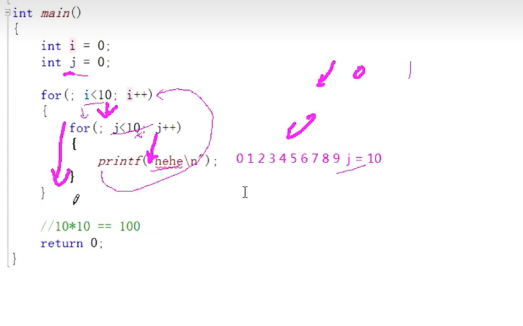 int main()
{
int i = 0;
int j = 0;
for(; i<10; i++)
{
for(; j<10; j++)
{
printf("hehe\n"); 0 1 2 3 4 5 6 7 8 9 j = 10
}
}
//10*10 == 100
return 0;
}